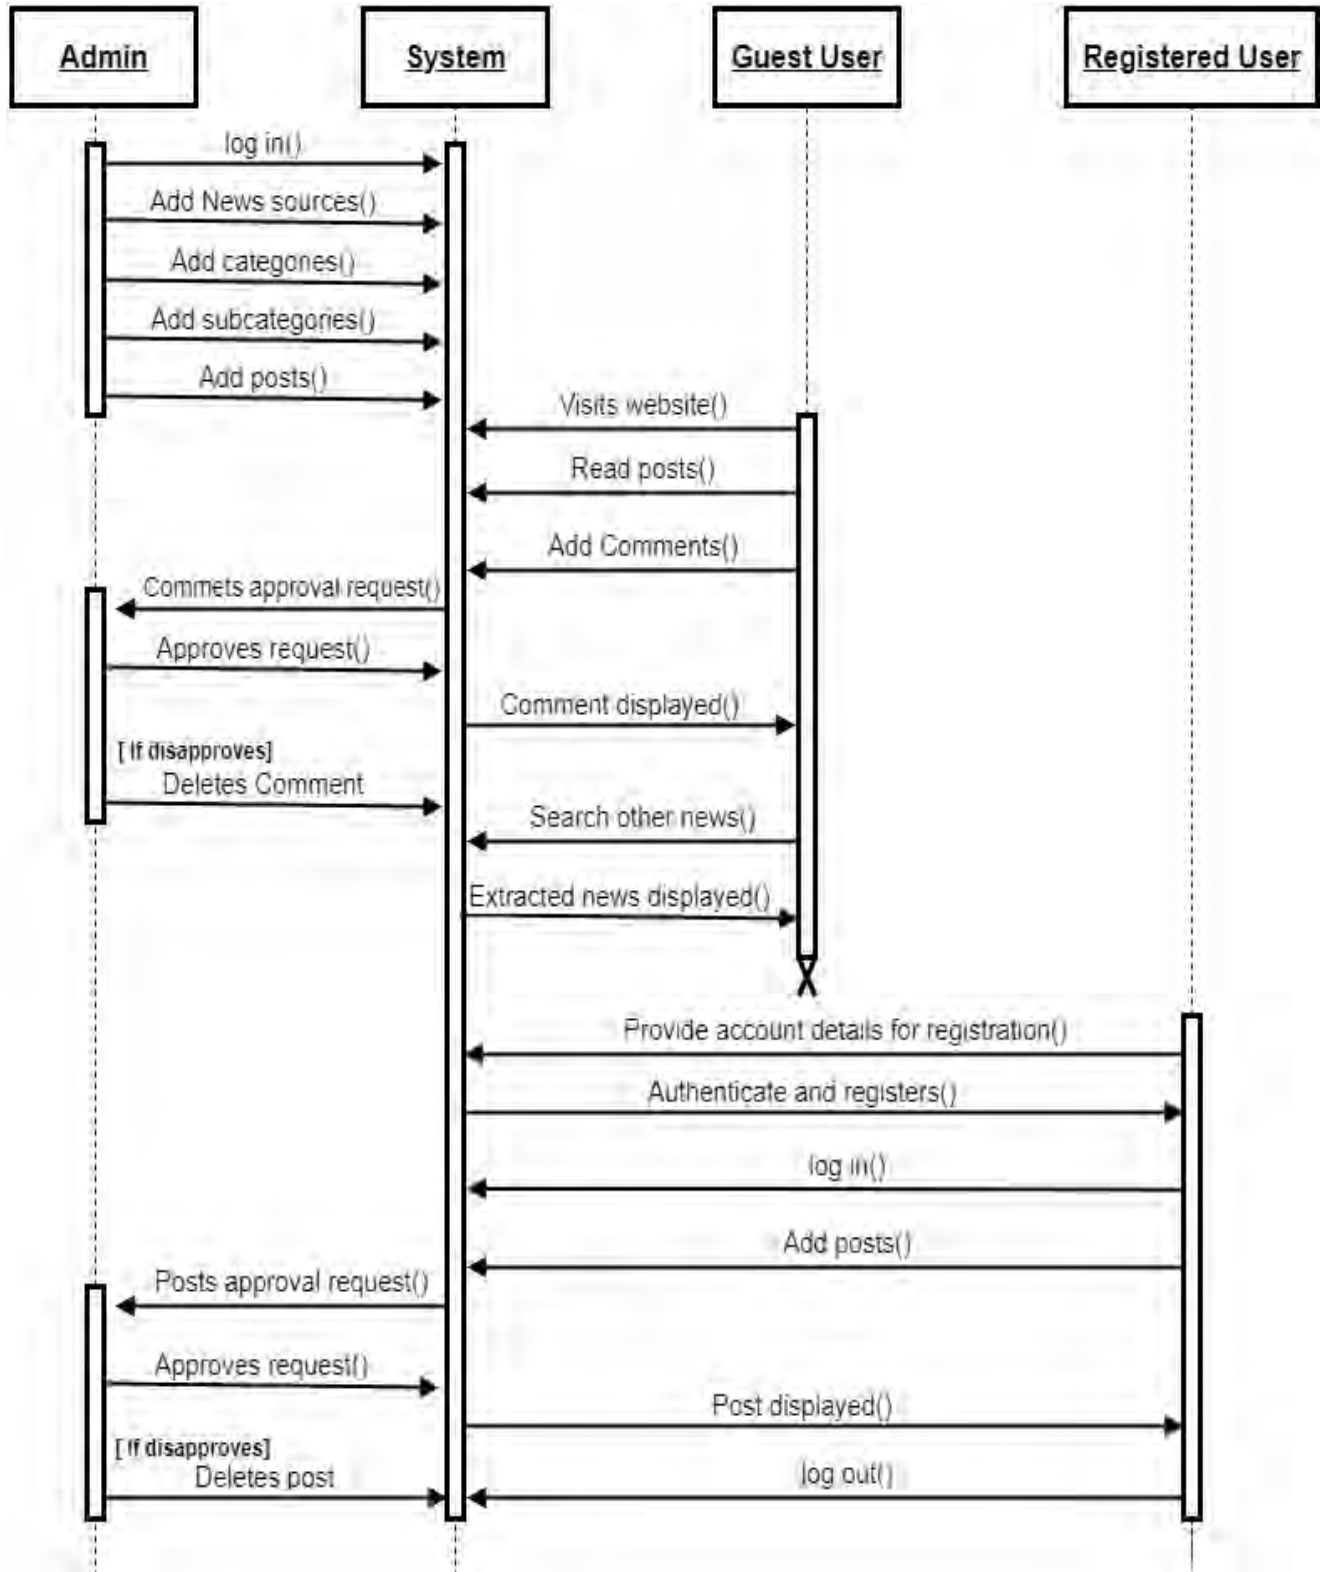 Admin
System
Guest User
Registered User
log in()
Add News sources()
Add categories()
Add subcategories()
Add posts()
Visits website()
Read posts()
Add Comments()
Commets approval request()
Approves request()
Comment displayed()
[ If disapproves]
Deletes Comment
Search other news()
Extracted news displayed()
Provide account details for registration()
Authenticate and registers()
log in()
Add posts()
Posts approval request()
Approves request()
Post displayed()
[ If disapproves]
Deletes post
log out()